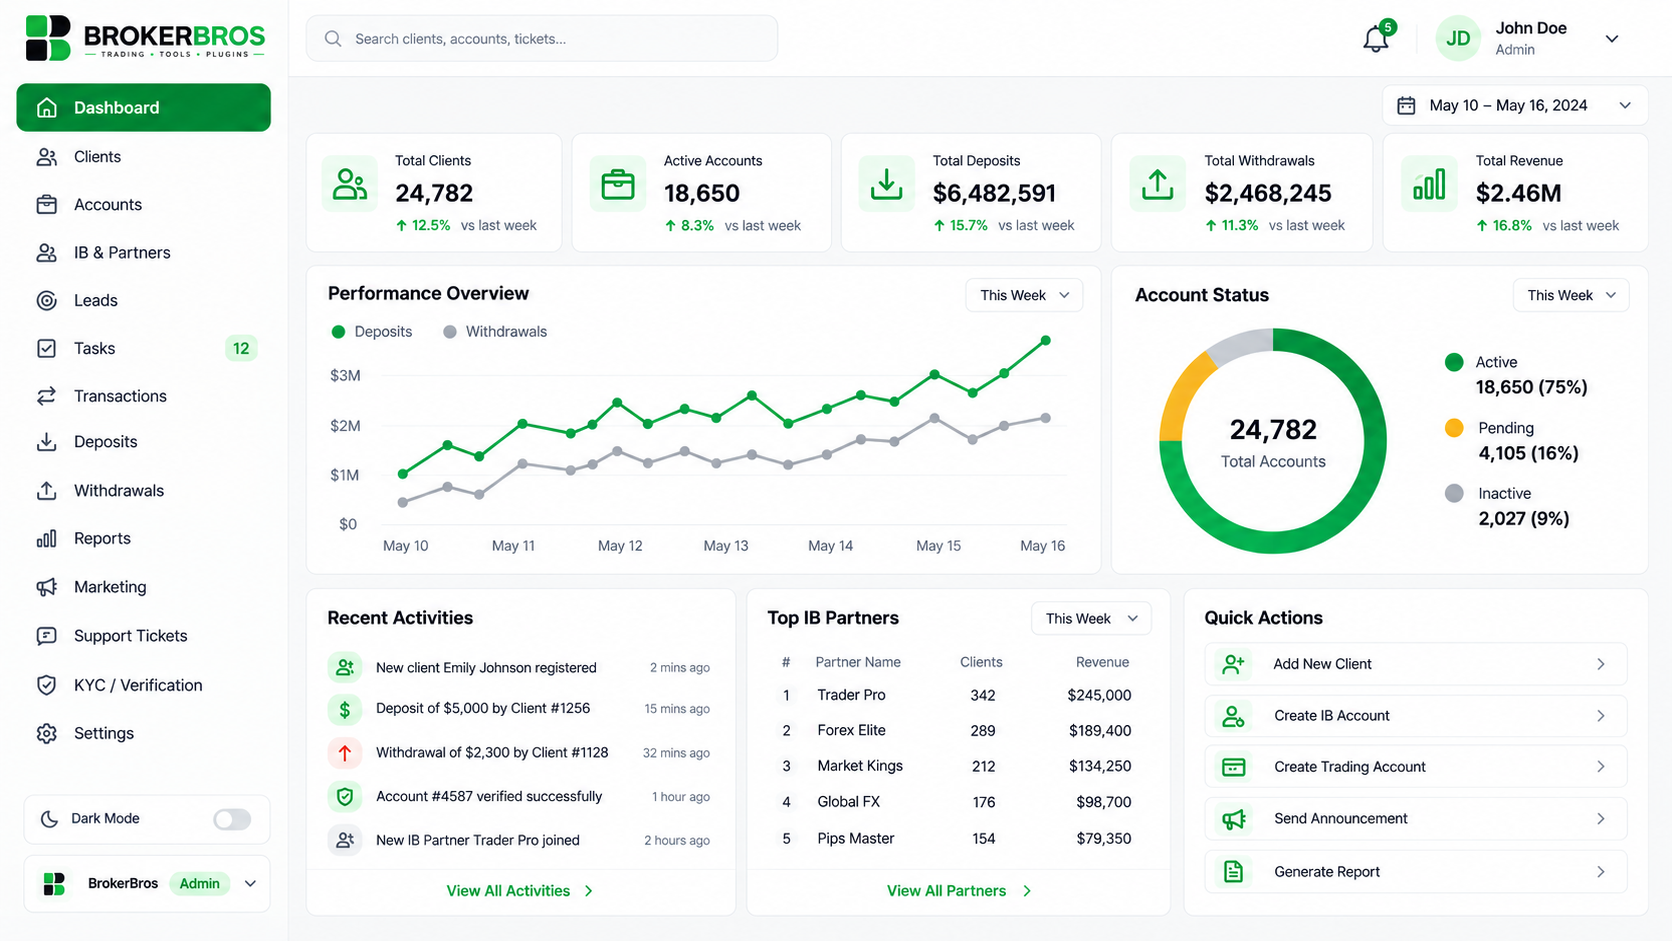 BROKERBROS
TRADING • TOOLS • PLUGINS
Search clients, accounts, tickets...
5
JD
John Doe
Admin
Dashboard
Clients
Accounts
IB & Partners
Leads
Tasks
12
Transactions
Deposits
Withdrawals
Reports
Marketing
Support Tickets
KYC / Verification
Settings
Dark Mode
BrokerBros
Admin
May 10 – May 16, 2024
Total Clients
24,782
12.5% vs last week
Active Accounts
18,650
8.3% vs last week
Total Deposits
$6,482,591
15.7% vs last week
Total Withdrawals
$2,468,245
11.3% vs last week
Total Revenue
$2.46M
16.8% vs last week
Performance Overview
This Week
Deposits
Withdrawals
$3M
$2M
$1M
$0
May 10 May 11 May 12 May 13 May 14 May 15 May 16
Account Status
This Week
24,782
Total Accounts
Active
18,650 (75%)
Pending
4,105 (16%)
Inactive
2,027 (9%)
Recent Activities
New client Emily Johnson registered 2 mins ago
Deposit of $5,000 by Client #1256 15 mins ago
Withdrawal of $2,300 by Client #1128 32 mins ago
Account #4587 verified successfully 1 hour ago
New IB Partner Trader Pro joined 2 hours ago
View All Activities
Top IB Partners
This Week
# Partner Name Clients Revenue
1 Trader Pro 342 $245,000
2 Forex Elite 289 $189,400
3 Market Kings 212 $134,250
4 Global FX 176 $98,700
5 Pips Master 154 $79,350
View All Partners
Quick Actions
Add New Client
Create IB Account
Create Trading Account
Send Announcement
Generate Report